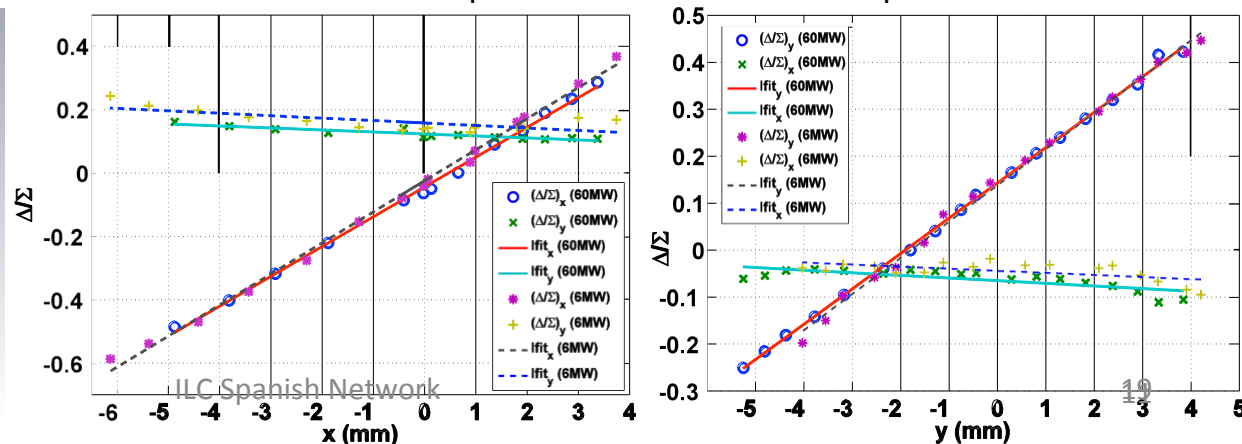 0.4
0.2
0
-0.2
-0.4
-0.6
Δ/Σ
-6 -5 -4 -3 -2 -1 0 1 2 3 4
x (mm)
(Δ/Σ)x (60MW)
(Δ/Σ)y (60MW)
lfitx (60MW)
lfity (60MW)
(Δ/Σ)x (6MW)
(Δ/Σ)y (6MW)
lfitx (6MW)
lfity (6MW)
ILC Spanish Network
0.5
0.4
0.3
0.2
0.1
0
-0.1
-0.2
-0.3
Δ/Σ
-5 -4 -3 -2 -1 0 1 2 3 4 5
y (mm)
(Δ/Σ)y (60MW)
(Δ/Σ)x (60MW)
lfity (60MW)
lfitx (60MW)
(Δ/Σ)y (6MW)
(Δ/Σ)x (6MW)
lfity (6MW)
lfitx (6MW)